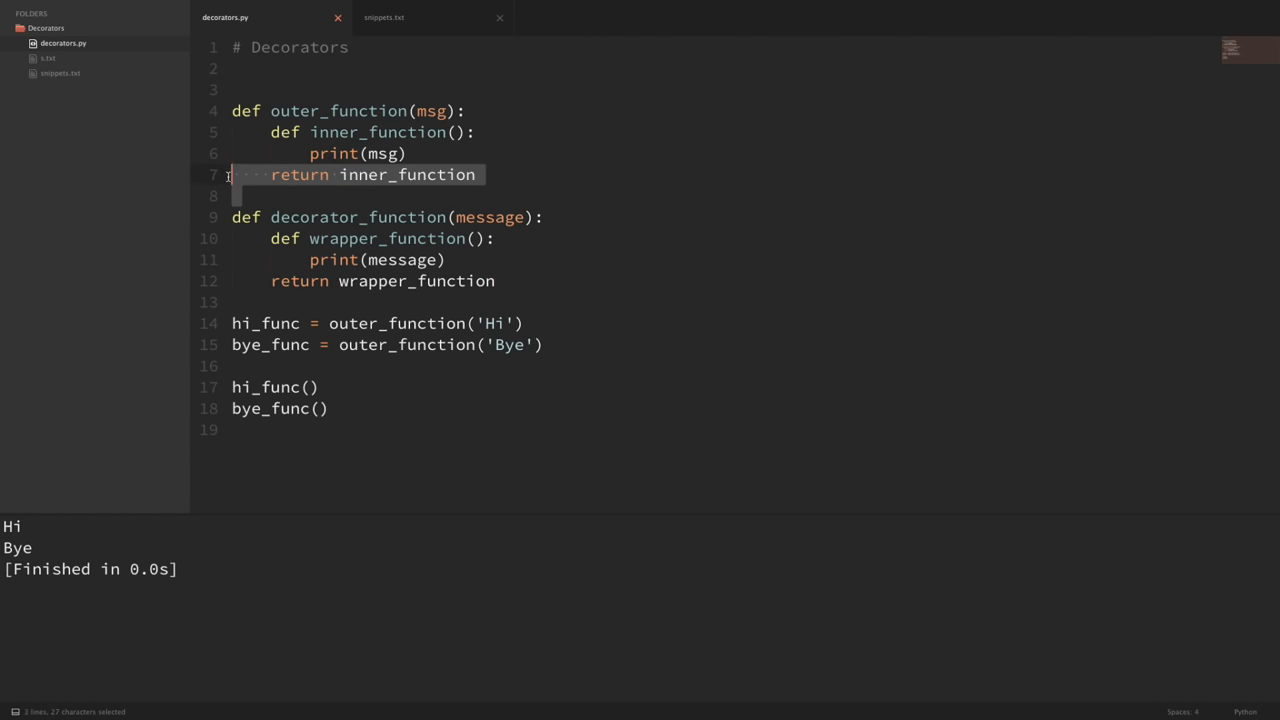 FOLDERS
Decorators
decorators.py
s.txt
snippets.txt
decorators.py
snippets.txt
1 # Decorators
2
3
4 def outer_function(msg):
5     def inner_function():
6         print(msg)
7 ····return·inner_function
8
9 def decorator_function(message):
10     def wrapper_function():
11         print(message)
12     return wrapper_function
13
14 hi_func = outer_function('Hi')
15 bye_func = outer_function('Bye')
16
17 hi_func()
18 bye_func()
19
Hi
Bye
[Finished in 0.0s]
2 lines, 27 characters selected
Spaces: 4
Python